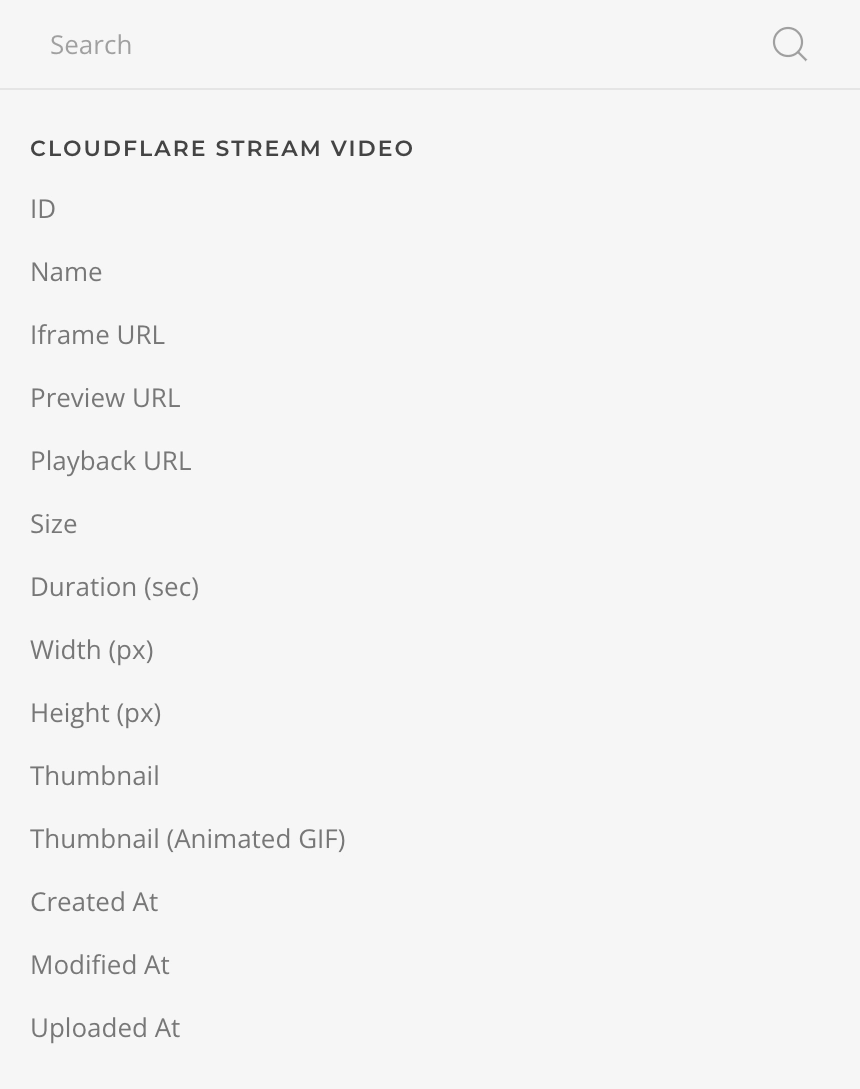 Search
CLOUDFLARE STREAM VIDEO
ID
Name
Iframe URL
Preview URL
Playback URL
Size
Duration (sec)
Width (px)
Height (px)
Thumbnail
Thumbnail (Animated GIF)
Created At
Modified At
Uploaded At